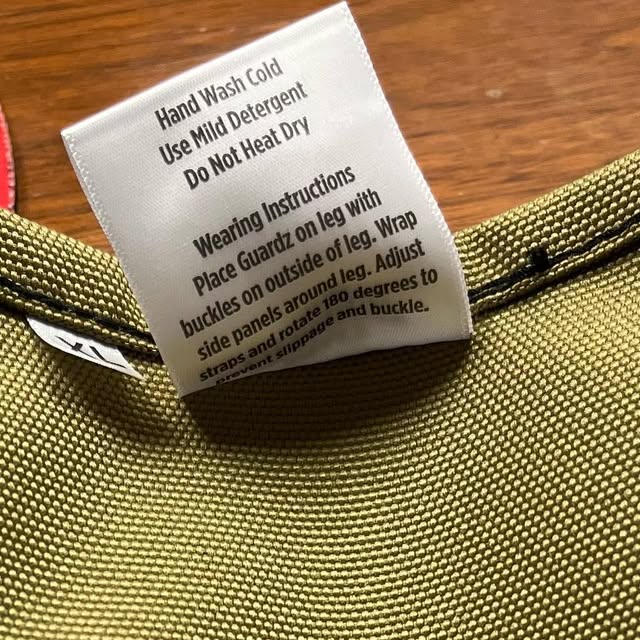 Hand Wash Cold
Use Mild Detergent
Do Not Heat Dry
Wearing Instructions
Place Guardz on leg with
buckles on outside of leg. Wrap
side panels around leg. Adjust
straps and rotate 180 degrees to
prevent slippage and buckle.
XL